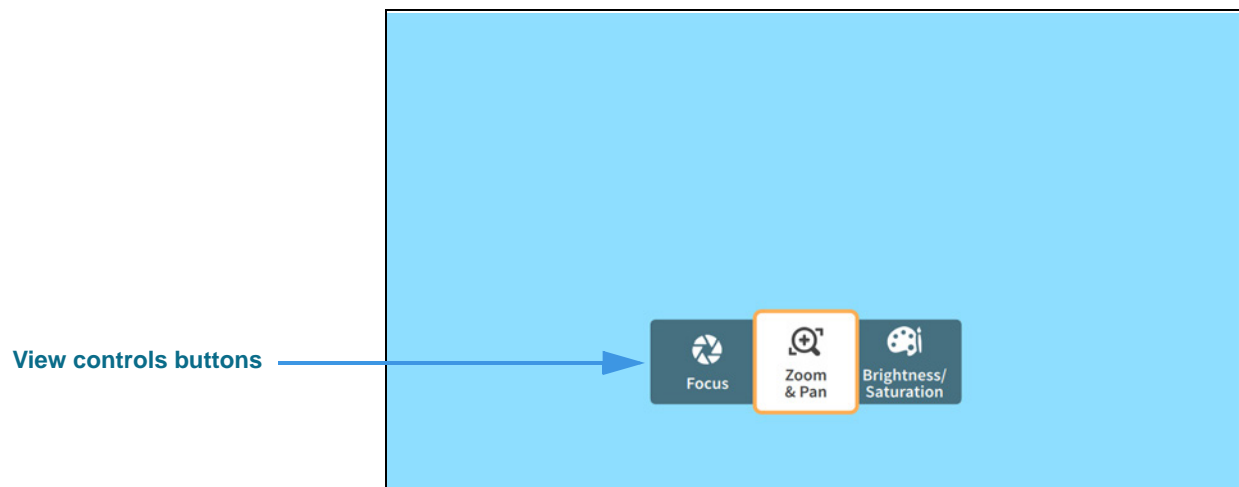 View controls buttons
Focus
Zoom
& Pan
Brightness/
Saturation